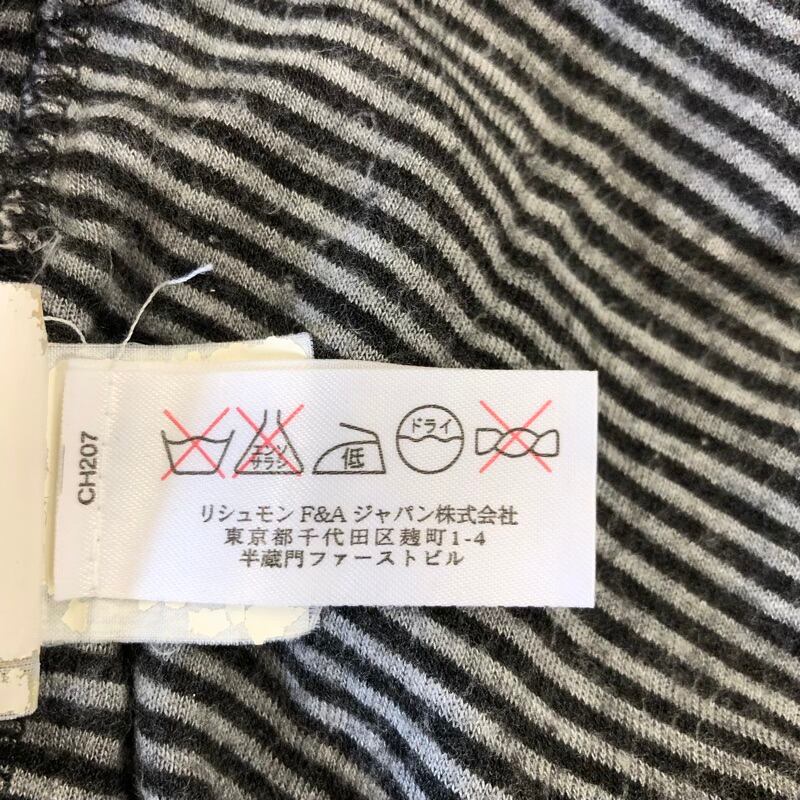 CH207
エンソ
サラシ
低
ドライ
リシュモン F&A ジャパン株式会社
東京都千代田区麹町1-4
半蔵門ファーストビル